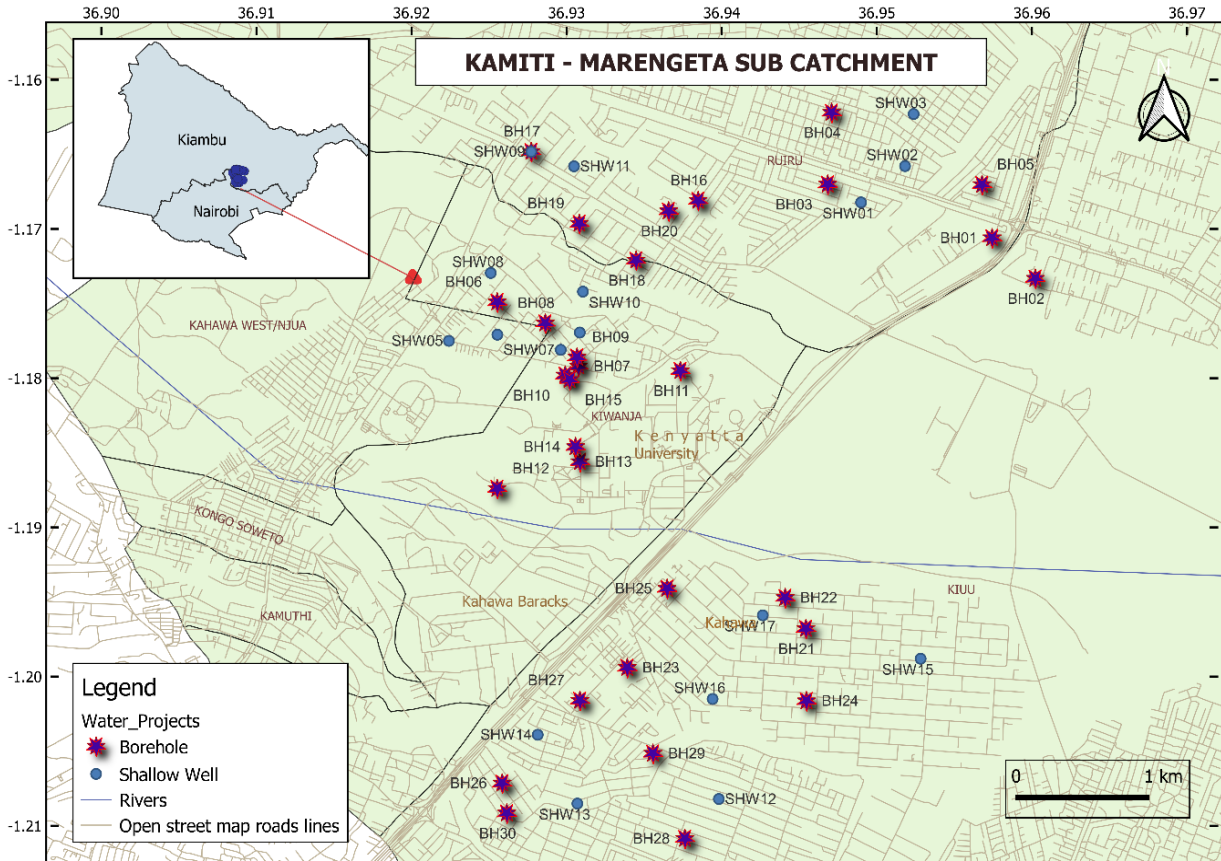 36.90 36.91 36.92 36.93 36.94 36.95 36.96 36.97
KAMITI - MARENGETA SUB CATCHMENT
N
-1.16
-1.17
-1.18
-1.19
-1.20
-1.21
Kiambu
Nairobi
SHW03
BH04
BH17
SHW09
SHW11
SHW02
RUIRU
BH05
BH16
BH03
SHW01
BH19
BH20
BH01
BH18
SHW08
BH06
BH02
SHW10
BH08
KAHAWA WEST/NJUA
SHW05
SHW07
BH09
BH07
BH11
BH10
BH15
KIWANJA
Kenyatta
University
BH14
BH13
BH12
KONGO SOWETO
KAMUTHI
Kahawa Baracks
BH25
BH22
KIUU
Kahawa
SHW17
BH21
SHW15
BH23
BH27
SHW16
BH24
SHW14
BH29
BH26
SHW13
SHW12
BH30
BH28
Legend
Water_Projects
Borehole
Shallow Well
Rivers
Open street map roads lines
0 1 km